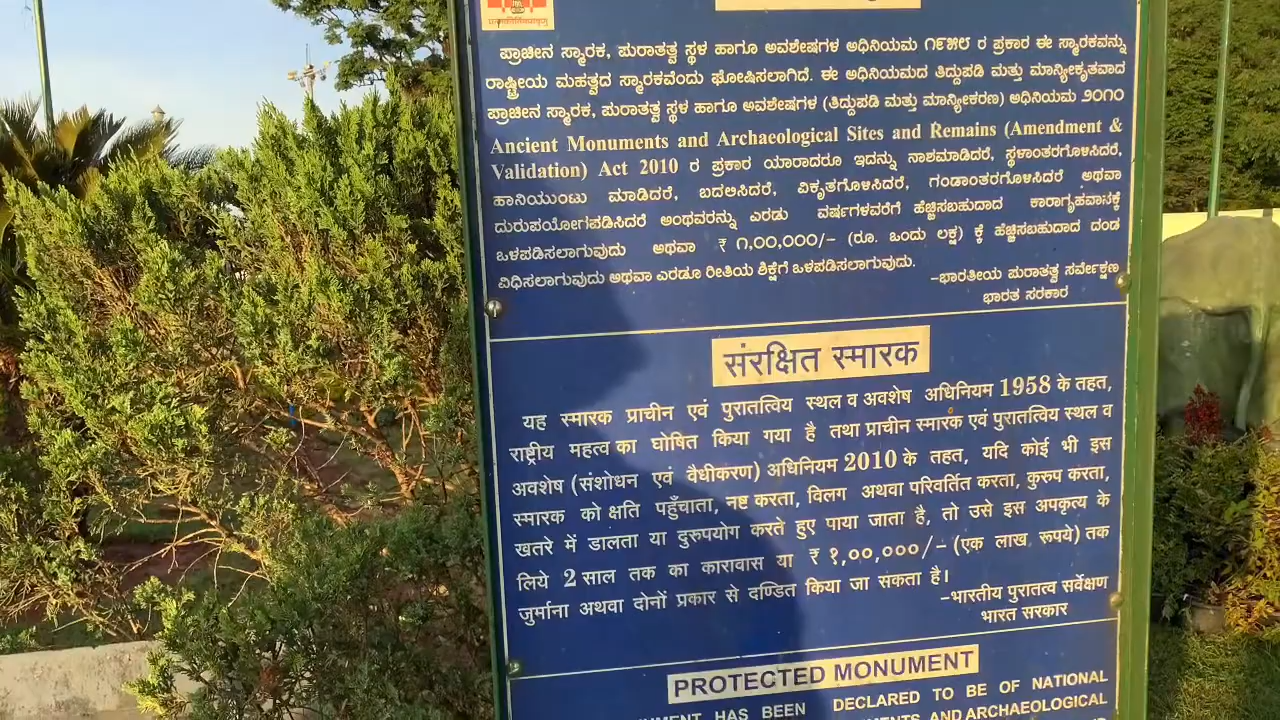 ಪ್ರಾಚೀನ ಸ್ಮಾರಕ, ಪುರಾತತ್ವ ಸ್ಥಳ ಹಾಗೂ ಅವಶೇಷಗಳ ಅಧಿನಿಯಮ ೧೯೫೮ ರ ಪ್ರಕಾರ ಈ ಸ್ಮಾರಕವನ್ನು
ರಾಷ್ಟ್ರೀಯ ಮಹತ್ವದ ಸ್ಮಾರಕವೆಂದು ಘೋಷಿಸಲಾಗಿದೆ. ಈ ಅಧಿನಿಯಮದ ತಿದ್ದುಪಡಿ ಮತ್ತು ಮಾನ್ಯೀಕೃತವಾದ
ಪ್ರಾಚೀನ ಸ್ಮಾರಕ, ಪುರಾತತ್ವ ಸ್ಥಳ ಹಾಗೂ ಅವಶೇಷಗಳ (ತಿದ್ದುಪಡಿ ಮತ್ತು ಮಾನ್ಯೀಕರಣ) ಅಧಿನಿಯಮ ೨೦೧೦
Ancient Monuments and Archaeological Sites and Remains (Amendment &
Validation) Act 2010 ರ ಪ್ರಕಾರ ಯಾರಾದರೂ ಇದನ್ನು ನಾಶಮಾಡಿದರೆ, ಸ್ಥಳಾಂತರಗೊಳಿಸಿದರೆ,
ಹಾನಿಯುಂಟು ಮಾಡಿದರೆ, ಬದಲಿಸಿದರೆ, ವಿಕೃತಗೊಳಿಸಿದರೆ, ಗಂಡಾಂತರಗೊಳಿಸಿದರೆ ಅಥವಾ
ದುರುಪಯೋಗಪಡಿಸಿದರೆ ಅಂಥವರನ್ನು ಎರಡು ವರ್ಷಗಳವರೆಗೆ ಹೆಚ್ಚಿಸಬಹುದಾದ ಕಾರಾಗೃಹವಾಸಕ್ಕೆ
ಒಳಪಡಿಸಲಾಗುವುದು ಅಥವಾ ₹ ೧,೦೦,೦೦೦/- (ರೂ. ಒಂದು ಲಕ್ಷ) ಕ್ಕೆ ಹೆಚ್ಚಿಸಬಹುದಾದ ದಂಡ
ವಿಧಿಸಲಾಗುವುದು ಅಥವಾ ಎರಡೂ ರೀತಿಯ ಶಿಕ್ಷೆಗೆ ಒಳಪಡಿಸಲಾಗುವುದು.
-ಭಾರತೀಯ ಪುರಾತತ್ವ ಸರ್ವೇಕ್ಷಣ
ಭಾರತ ಸರಕಾರ
संरक्षित स्मारक
यह स्मारक प्राचीन एवं पुरातत्विय स्थल व अवशेष अधिनियम 1958 के तहत,
राष्ट्रीय महत्व का घोषित किया गया है तथा प्राचीन स्मारक एवं पुरातत्विय स्थल व
अवशेष (संशोधन एवं वैधीकरण) अधिनियम 2010 के तहत, यदि कोई भी इस
स्मारक को क्षति पहुँचाता, नष्ट करता, विलग अथवा परिवर्तित करता, कुरुप करता,
खतरे में डालता या दुरुपयोग करते हुए पाया जाता है, तो उसे इस अपकृत्य के
लिये 2 साल तक का कारावास या ₹ १,००,०००/- (एक लाख रूपये) तक
जुर्माना अथवा दोनों प्रकार से दण्डित किया जा सकता है।
-भारतीय पुरातत्व सर्वेक्षण
भारत सरकार
PROTECTED MONUMENT
HAS BEEN DECLARED TO BE OF NATIONAL
AND ARCHAEOLOGICAL